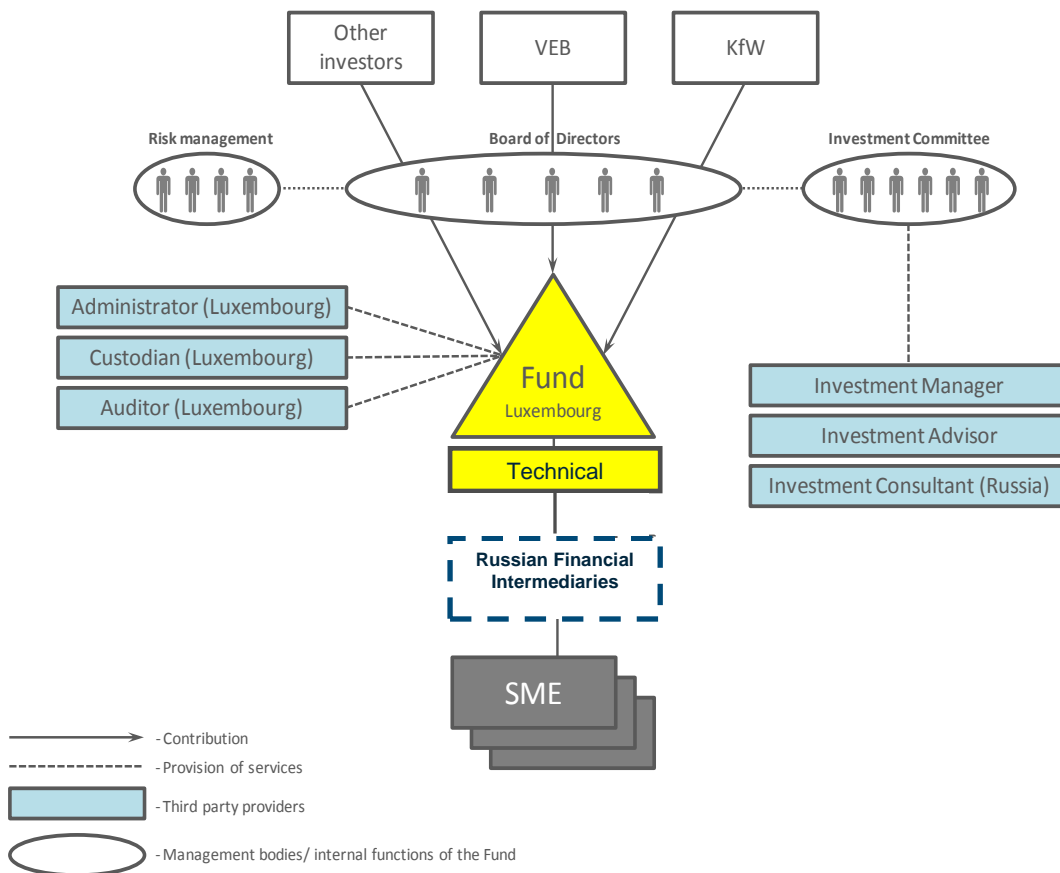 Other
investors
VEB
KfW
Risk management
Board of Directors
Investment Committee
Administrator (Luxembourg)
Custodian (Luxembourg)
Auditor (Luxembourg)
Fund
Luxembourg
Investment Manager
Investment Advisor
Investment Consultant (Russia)
Technical
Russian Financial
Intermediaries
SME
- Contribution
- Provision of services
- Third party providers
- Management bodies/ internal functions of the Fund